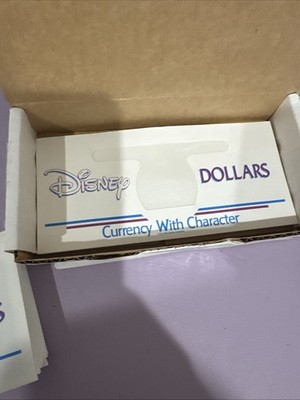 Disney DOLLARS
Currency With Character
S